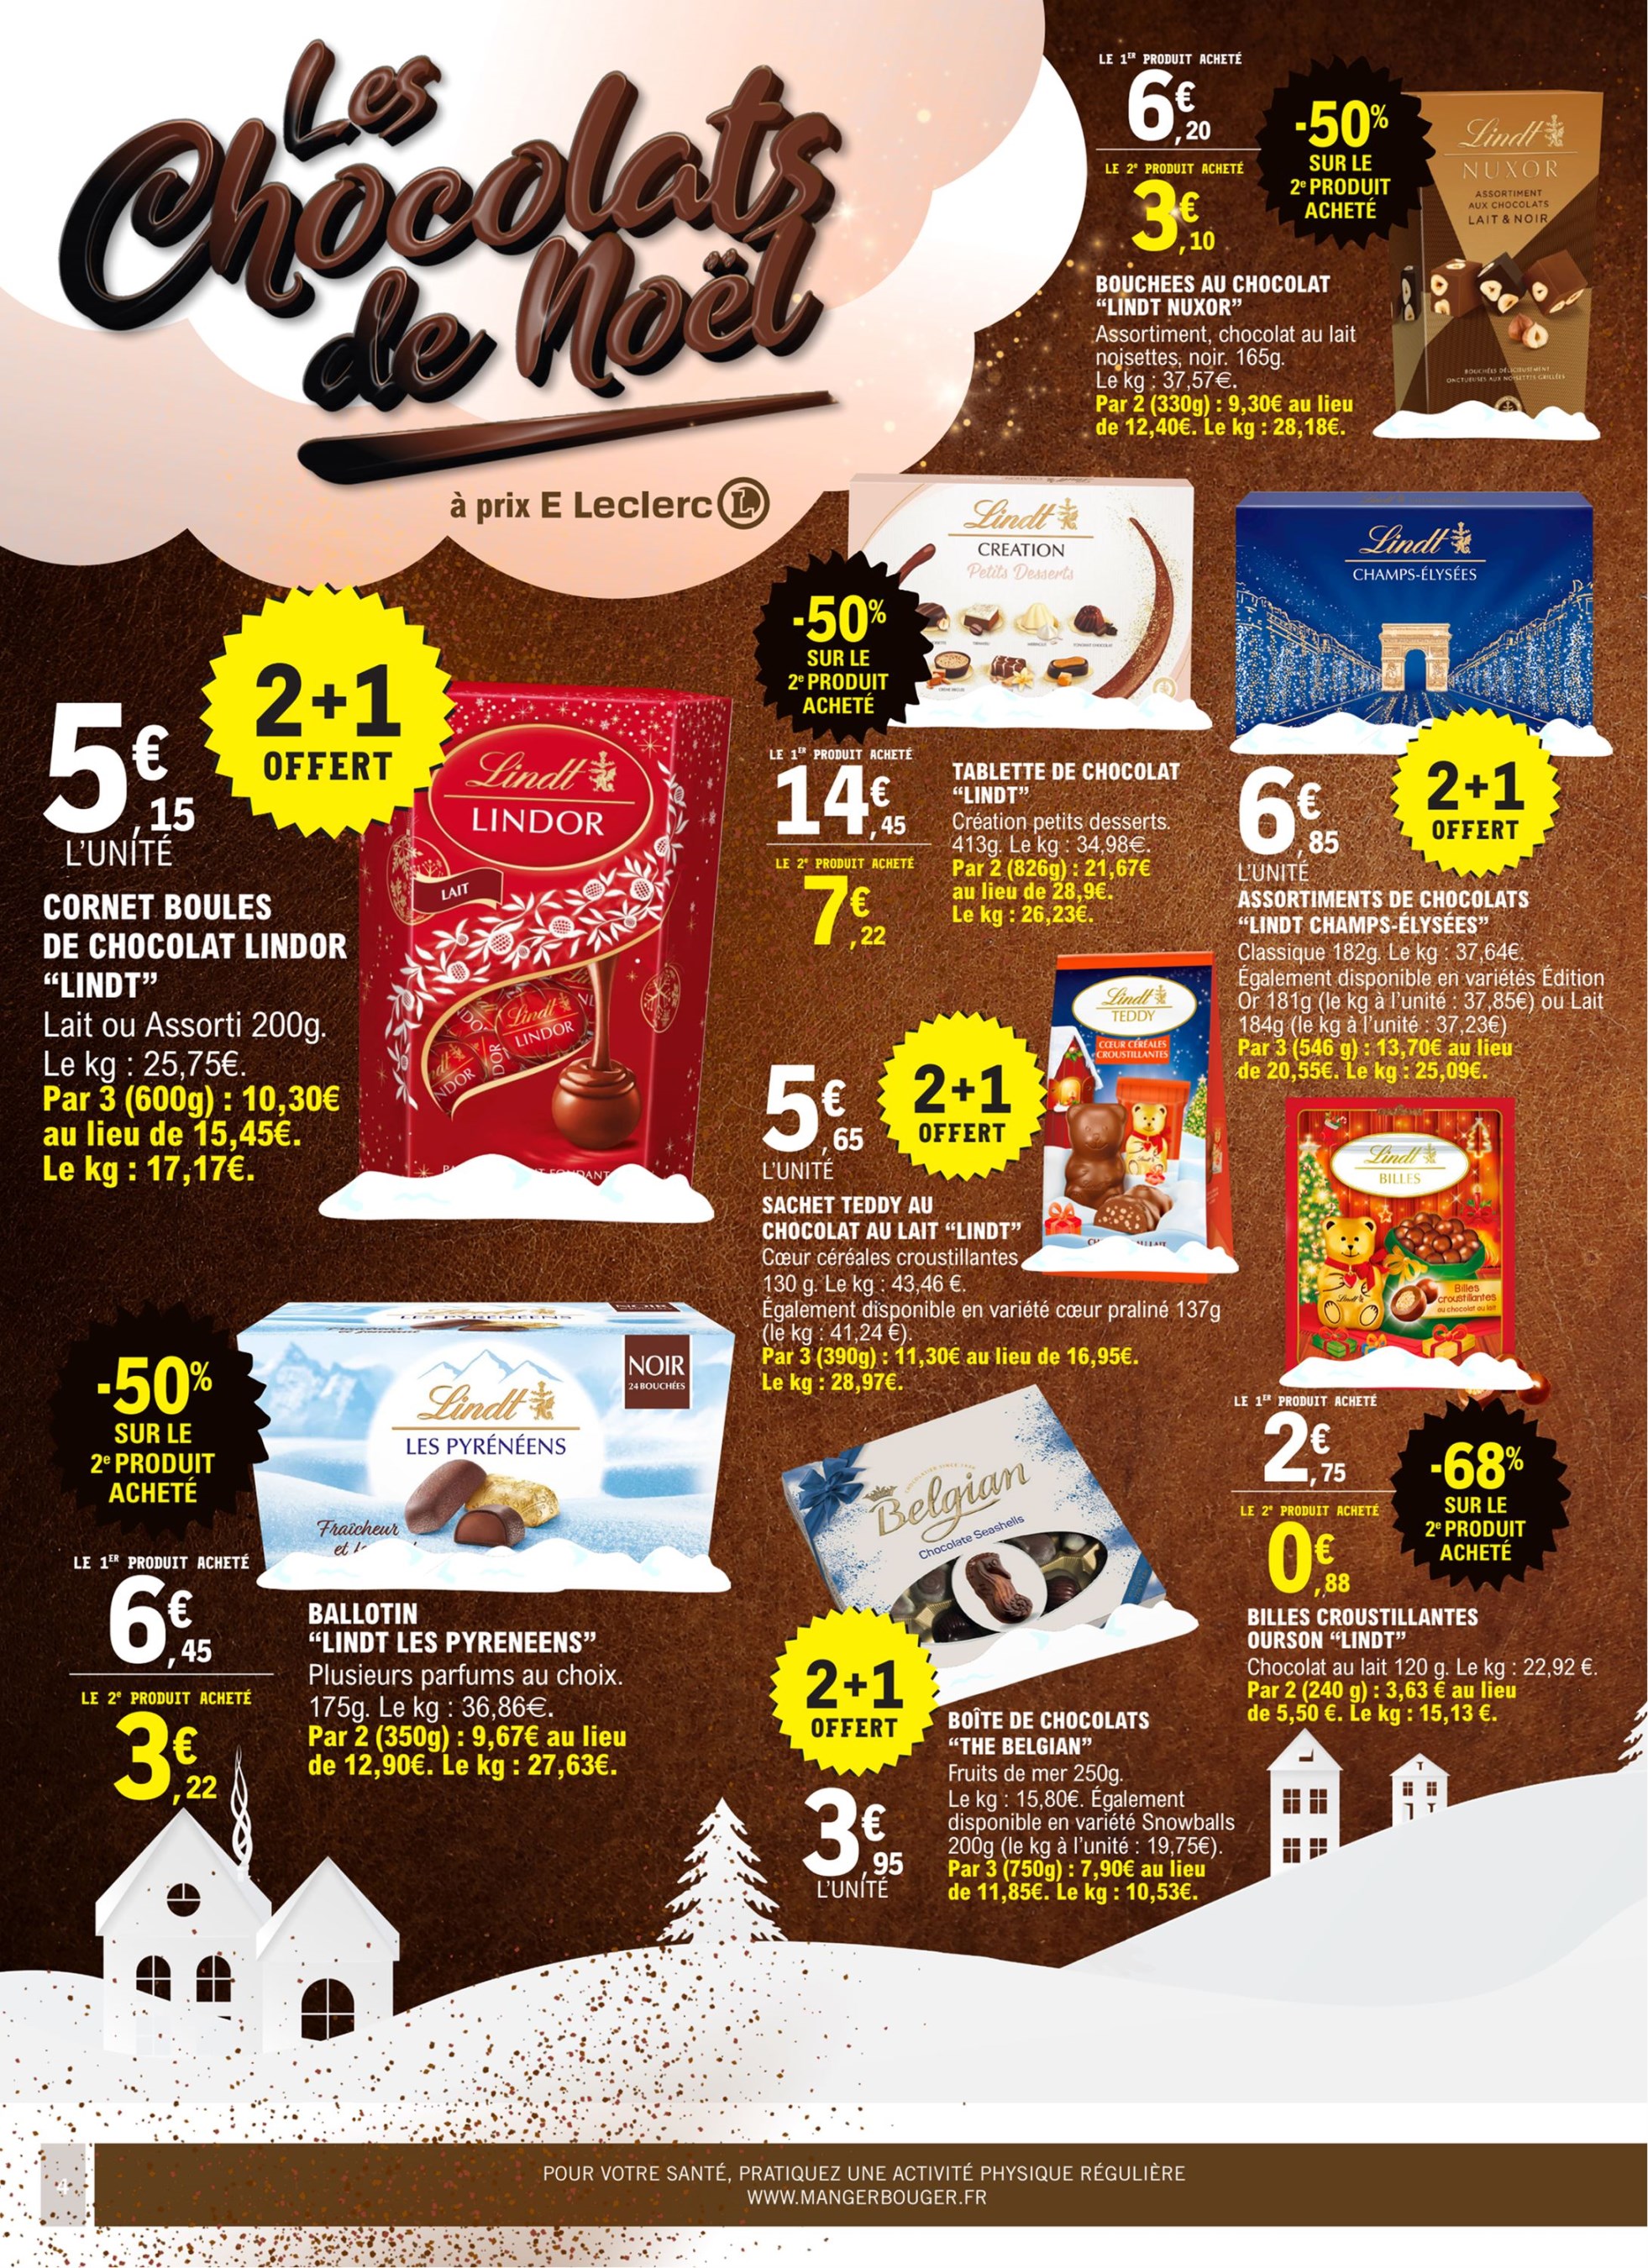 Les
Chocolats
de Noël
à prix E Leclerc L
LE 1ER PRODUIT ACHETÉ
6€,20
LE 2e PRODUIT ACHETÉ
3€,10
-50%
SUR LE
2e PRODUIT
ACHETÉ
Lindt
NUXOR
ASSORTIMENT
AUX CHOCOLATS
LAIT & NOIR
BOUCHÉES DÉLICIEUSEMENT
ONCTUEUSES AUX NOISETTES GRILLÉES
BOUCHEES AU CHOCOLAT
“LINDT NUXOR”
Assortiment, chocolat au lait
noisettes, noir. 165g.
Le kg : 37,57€.
Par 2 (330g) : 9,30€ au lieu
de 12,40€. Le kg : 28,18€.
2+1
OFFERT
5€,15
L’UNITÉ
CORNET BOULES
DE CHOCOLAT LINDOR
“LINDT”
Lait ou Assorti 200g.
Le kg : 25,75€.
Par 3 (600g) : 10,30€
au lieu de 15,45€.
Le kg : 17,17€.
Lindt
LINDOR
LAIT
Lindt
LINDOR
Lindt
CREATION
Petits Desserts
-50%
SUR LE
2e PRODUIT
ACHETÉ
LE 1ER PRODUIT ACHETÉ
14€,45
LE 2e PRODUIT ACHETÉ
7€,22
TABLETTE DE CHOCOLAT
“LINDT”
Création petits desserts.
413g. Le kg : 34,98€.
Par 2 (826g) : 21,67€
au lieu de 28,9€.
Le kg : 26,23€.
Lindt
CHAMPS-ÉLYSÉES
2+1
OFFERT
6€,85
L’UNITÉ
ASSORTIMENTS DE CHOCOLATS
“LINDT CHAMPS-ÉLYSÉES”
Classique 182g. Le kg : 37,64€.
Également disponible en variétés Édition
Or 181g (le kg à l’unité : 37,85€) ou Lait
184g (le kg à l’unité : 37,23€)
Par 3 (546 g) : 13,70€ au lieu
de 20,55€. Le kg : 25,09€.
Lindt
TEDDY
CŒUR CÉRÉALES
CROUSTILLANTES
2+1
OFFERT
5€,65
L’UNITÉ
SACHET TEDDY AU
CHOCOLAT AU LAIT “LINDT”
Cœur céréales croustillantes
130 g. Le kg : 43,46 €.
Également disponible en variété cœur praliné 137g
(le kg : 41,24 €).
Par 3 (390g) : 11,30€ au lieu de 16,95€.
Le kg : 28,97€.
Lindt
BILLES
Billes
croustillantes
au chocolat au lait
LE 1ER PRODUIT ACHETÉ
2€,75
LE 2e PRODUIT ACHETÉ
0€,88
-68%
SUR LE
2e PRODUIT
ACHETÉ
BILLES CROUSTILLANTES
OURSON “LINDT”
Chocolat au lait 120 g. Le kg : 22,92 €.
Par 2 (240 g) : 3,63 € au lieu
de 5,50 €. Le kg : 15,13 €.
-50%
SUR LE
2e PRODUIT
ACHETÉ
LES PYRÉNÉENS
NOIR
24 BOUCHÉES
Lindt
LES PYRÉNÉENS
Fraîcheur
et
LE 1ER PRODUIT ACHETÉ
6€,45
LE 2e PRODUIT ACHETÉ
3€,22
BALLOTIN
“LINDT LES PYRENEENS”
Plusieurs parfums au choix.
175g. Le kg : 36,86€.
Par 2 (350g) : 9,67€ au lieu
de 12,90€. Le kg : 27,63€.
Belgian
Chocolate Seashells
2+1
OFFERT
3€,95
L’UNITÉ
BOÎTE DE CHOCOLATS
“THE BELGIAN”
Fruits de mer 250g.
Le kg : 15,80€. Également
disponible en variété Snowballs
200g (le kg à l’unité : 19,75€).
Par 3 (750g) : 7,90€ au lieu
de 11,85€. Le kg : 10,53€.
4
POUR VOTRE SANTÉ, PRATIQUEZ UNE ACTIVITÉ PHYSIQUE RÉGULIÈRE
WWW.MANGERBOUGER.FR